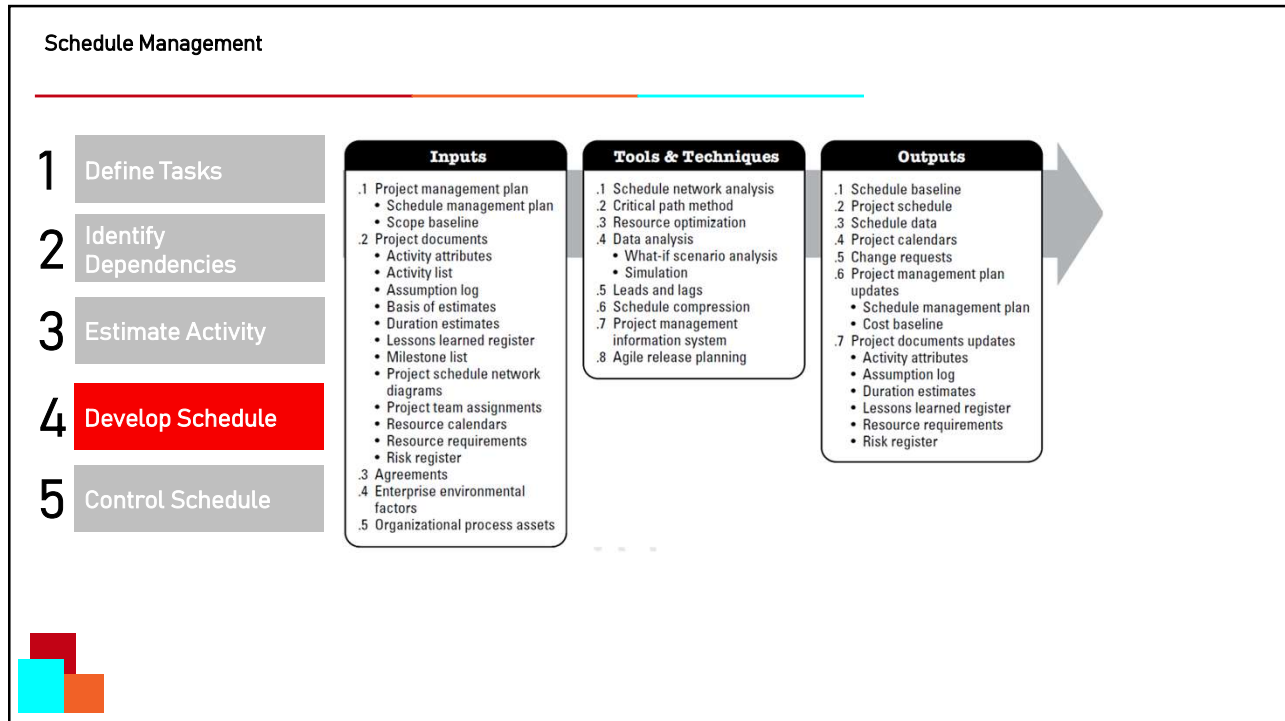 Schedule Management
1
Define Tasks
2
Identify
Dependencies
3
Estimate Activity
4
Develop Schedule
5
Control Schedule
Inputs
.1 Project management plan
• Schedule management plan
• Scope baseline
.2 Project documents
• Activity attributes
• Activity list
• Assumption log
• Basis of estimates
• Duration estimates
• Lessons learned register
• Milestone list
• Project schedule network
diagrams
• Project team assignments
• Resource calendars
• Resource requirements
• Risk register
.3 Agreements
.4 Enterprise environmental
factors
.5 Organizational process assets
Tools & Techniques
.1 Schedule network analysis
.2 Critical path method
.3 Resource optimization
.4 Data analysis
• What-if scenario analysis
• Simulation
.5 Leads and lags
.6 Schedule compression
.7 Project management
information system
.8 Agile release planning
Outputs
.1 Schedule baseline
.2 Project schedule
.3 Schedule data
.4 Project calendars
.5 Change requests
.6 Project management plan
updates
• Schedule management plan
• Cost baseline
.7 Project documents updates
• Activity attributes
• Assumption log
• Duration estimates
• Lessons learned register
• Resource requirements
• Risk register